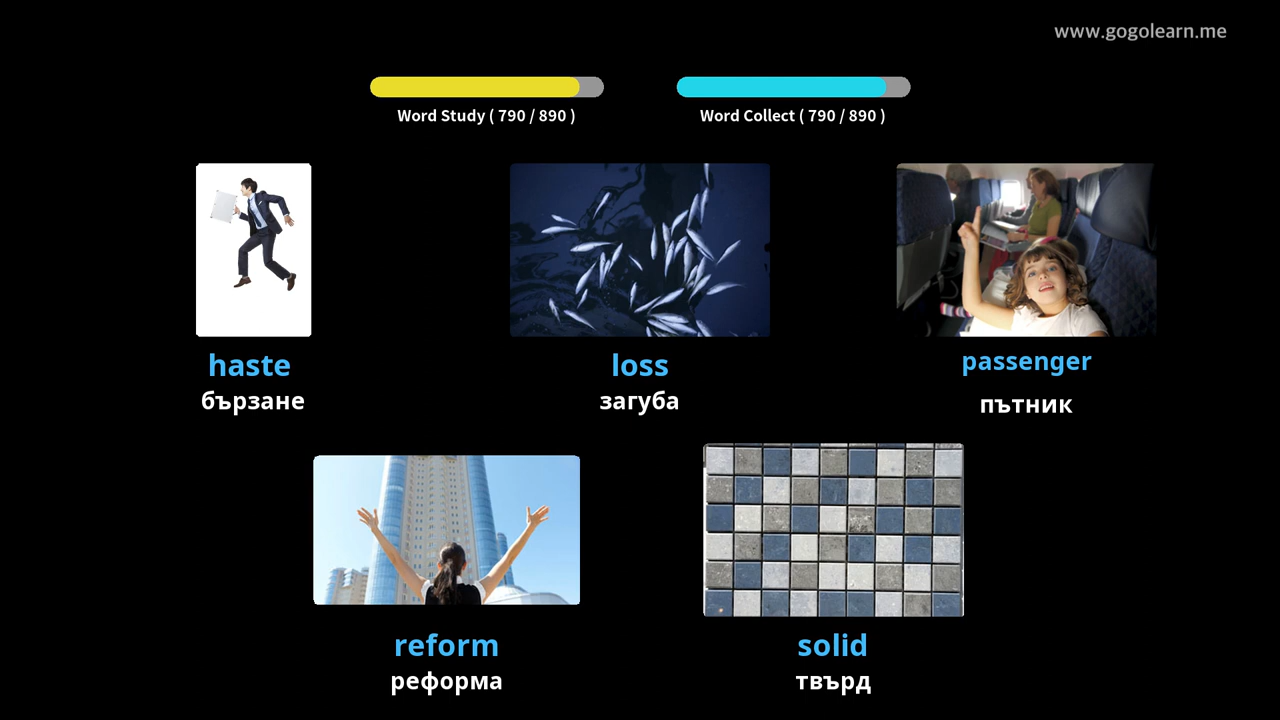 www.gogolearn.me
Word Study ( 790 / 890 )
Word Collect ( 790 / 890 )
haste
бързане
loss
загуба
passenger
пътник
reform
реформа
solid
твърд